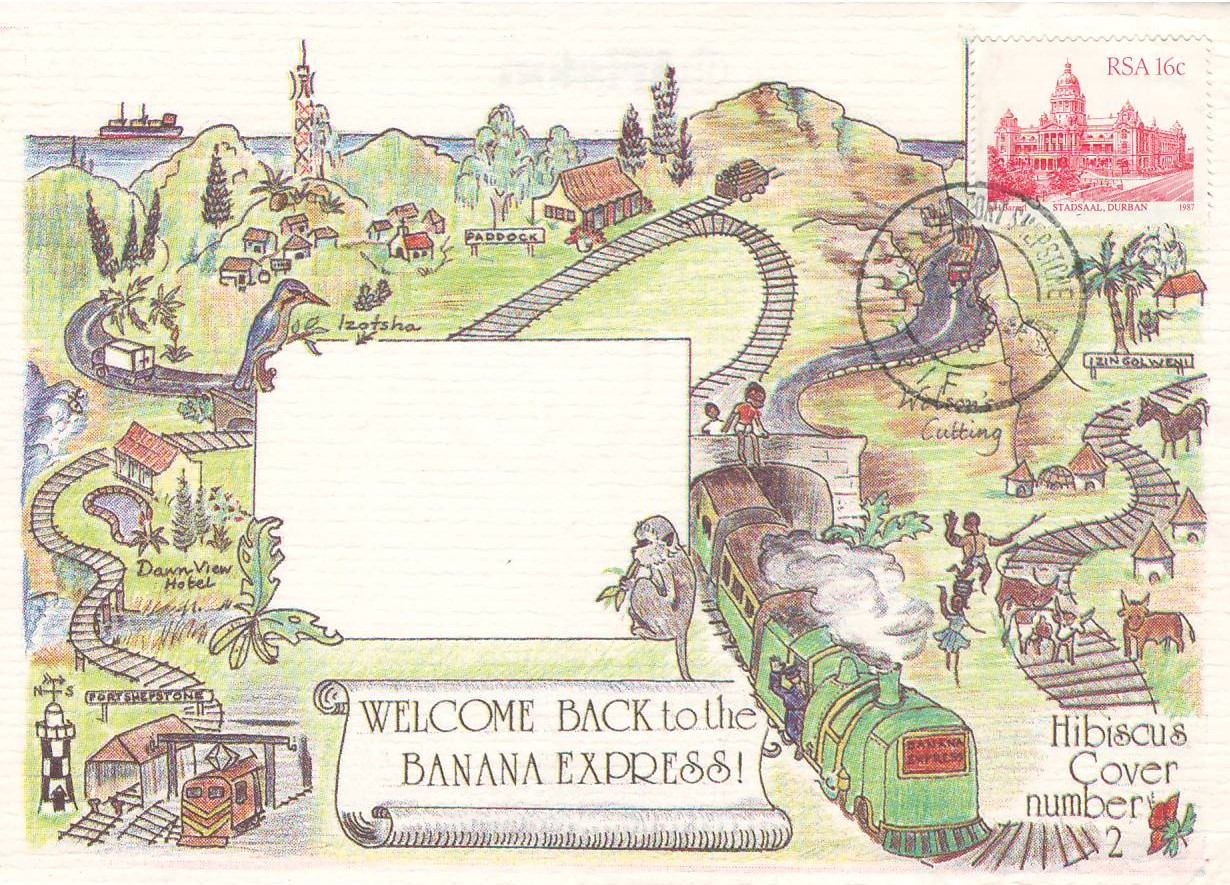 RSA 16c
STADSAAL, DURBAN
1987
PADDOCK
Izotsha
IZINGOLWENI
Cutting
Dawn View
Hotel
N S
PORT SHEPSTONE
WELCOME BACK to the
BANANA EXPRESS!
BANANA
EXPRESS
Hibiscus
Cover
number
2